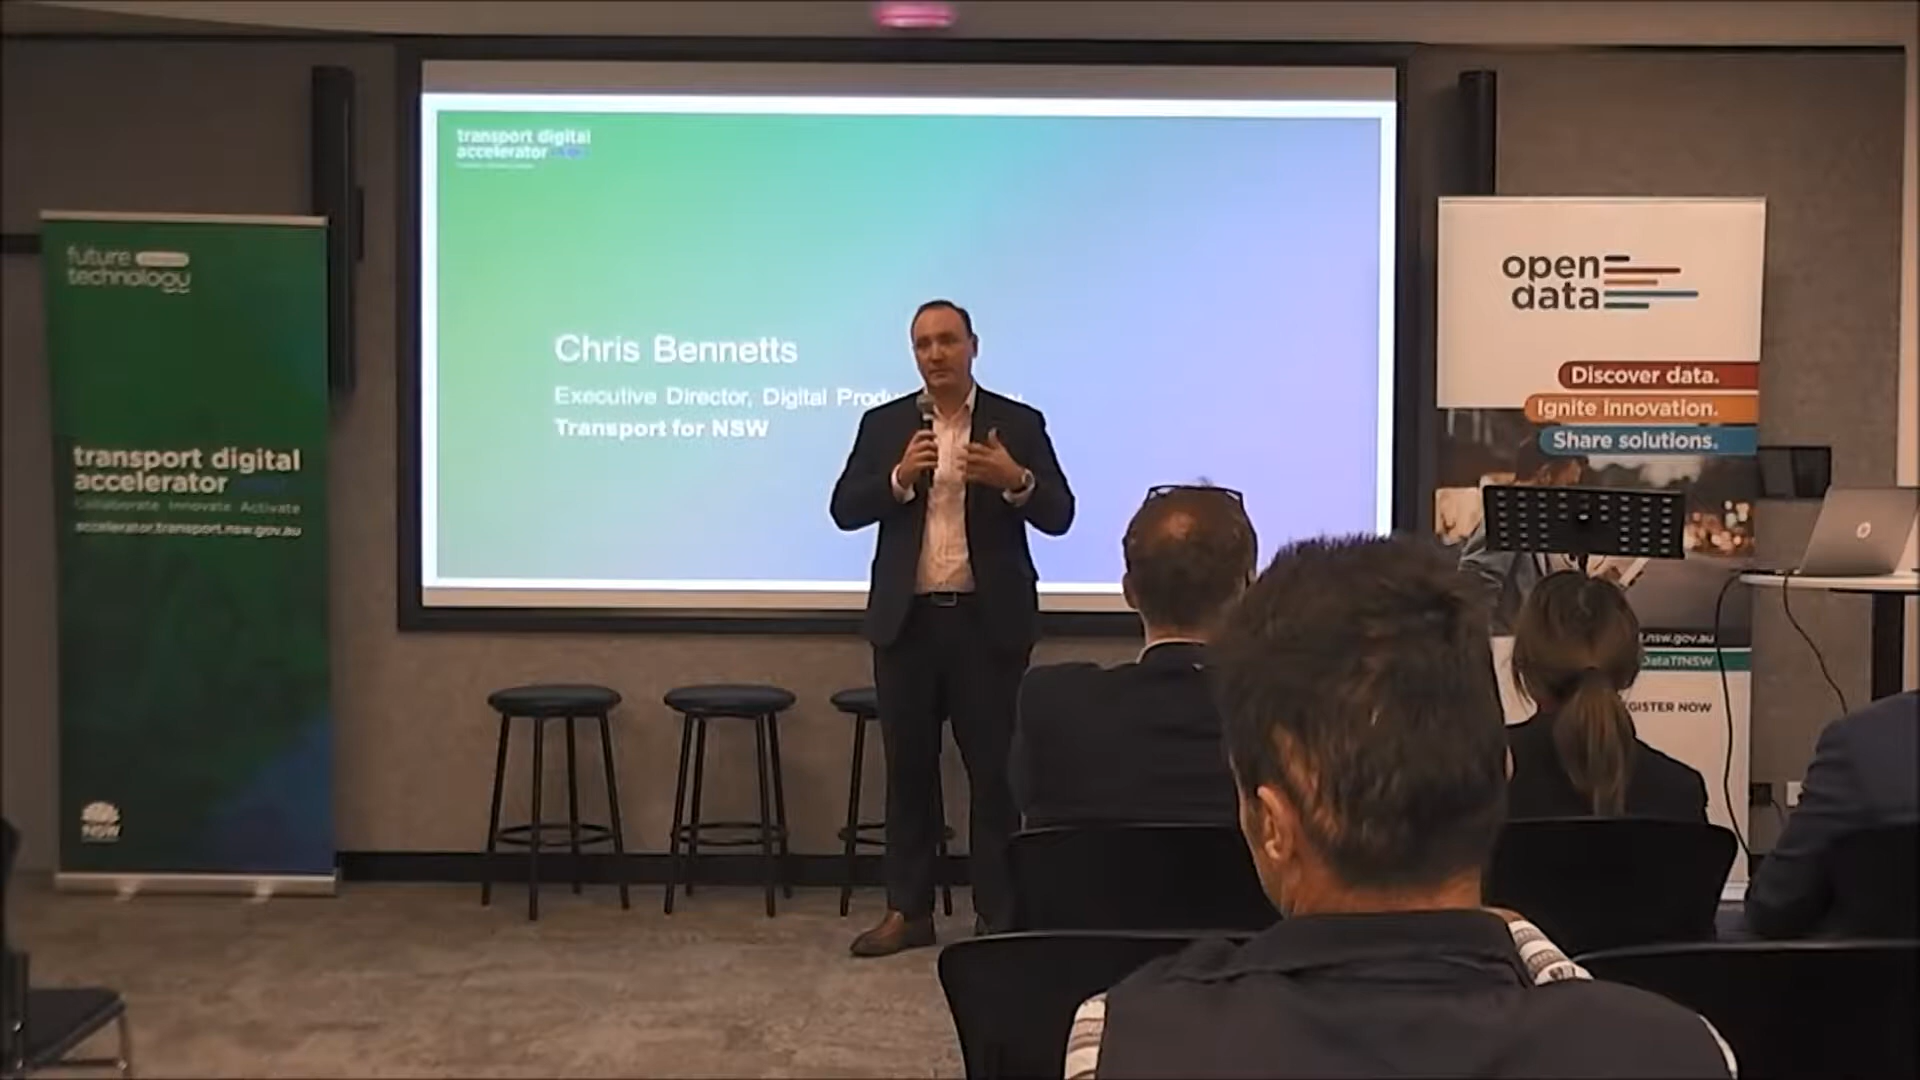 transport digital
accelerator
Chris Bennetts
Executive Director, Digital
Transport for NSW
future
technology
transport digital
accelerator
Collaborate Innovate Activate
accelerator.transport.nsw.gov.au
NSW
open
data
Discover data.
Ignite innovation.
Share solutions.
.nsw.gov.au
DataTfNSW
GISTER NOW